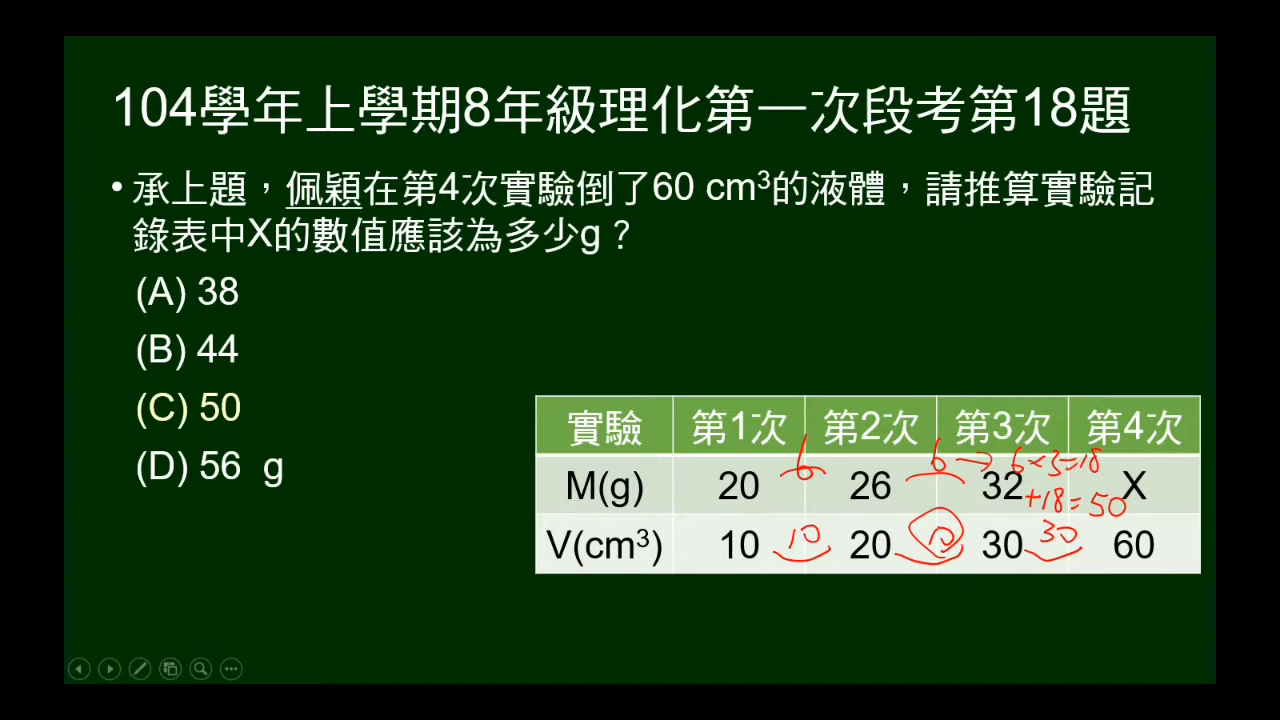 104學年上學期8年級理化第一次段考第18題
• 承上題，佩穎在第4次實驗倒了60 cm³的液體，請推算實驗記
錄表中X的數值應該為多少g？
(A) 38
(B) 44
(C) 50
(D) 56 g
實驗 第1次 第2次 第3次 第4次
6 6 → 6×3=18
M(g) 20 26 32 X
+18=50
10 10 30
V(cm³) 10 20 30 60